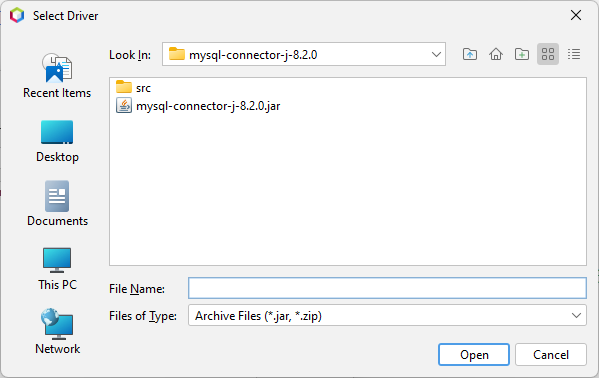 Select Driver
Look In: mysql-connector-j-8.2.0
Recent Items
Desktop
Documents
This PC
Network
src
mysql-connector-j-8.2.0.jar
File Name:
Files of Type: Archive Files (*.jar, *.zip)
Open Cancel